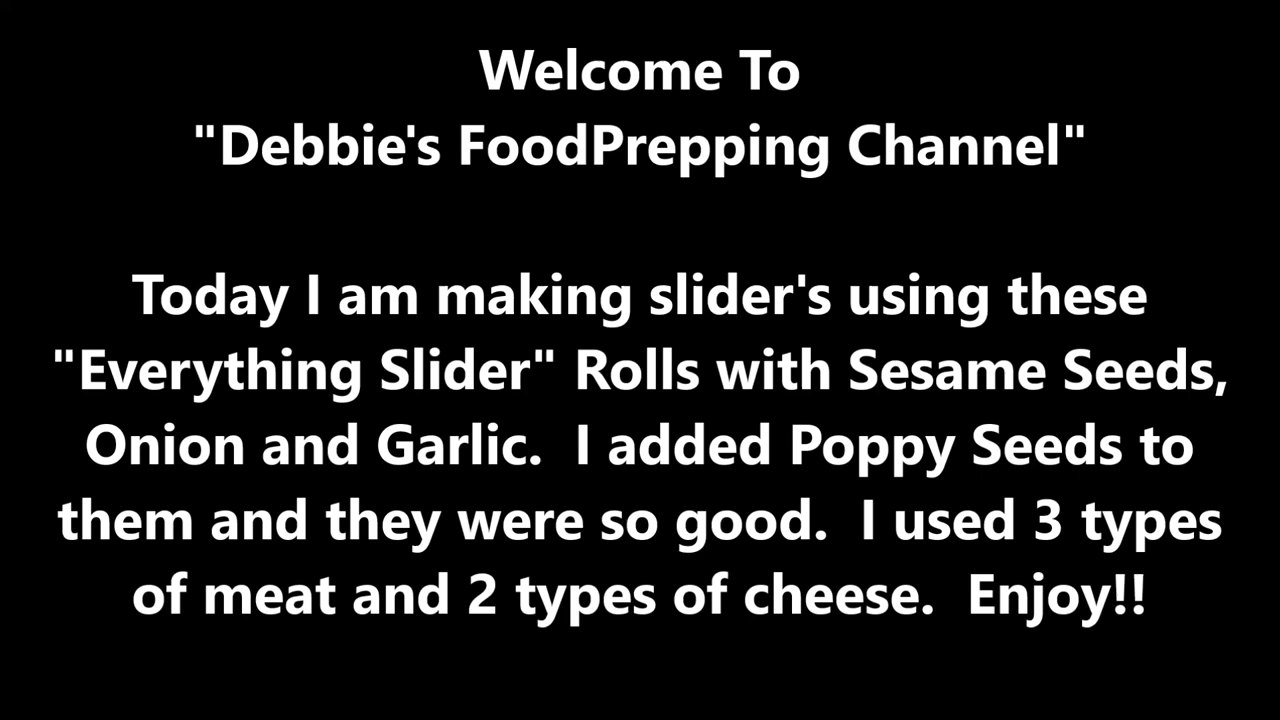 Welcome To
"Debbie's FoodPrepping Channel"
Today I am making slider's using these
"Everything Slider" Rolls with Sesame Seeds,
Onion and Garlic.  I added Poppy Seeds to
them and they were so good.  I used 3 types
of meat and 2 types of cheese.  Enjoy!!